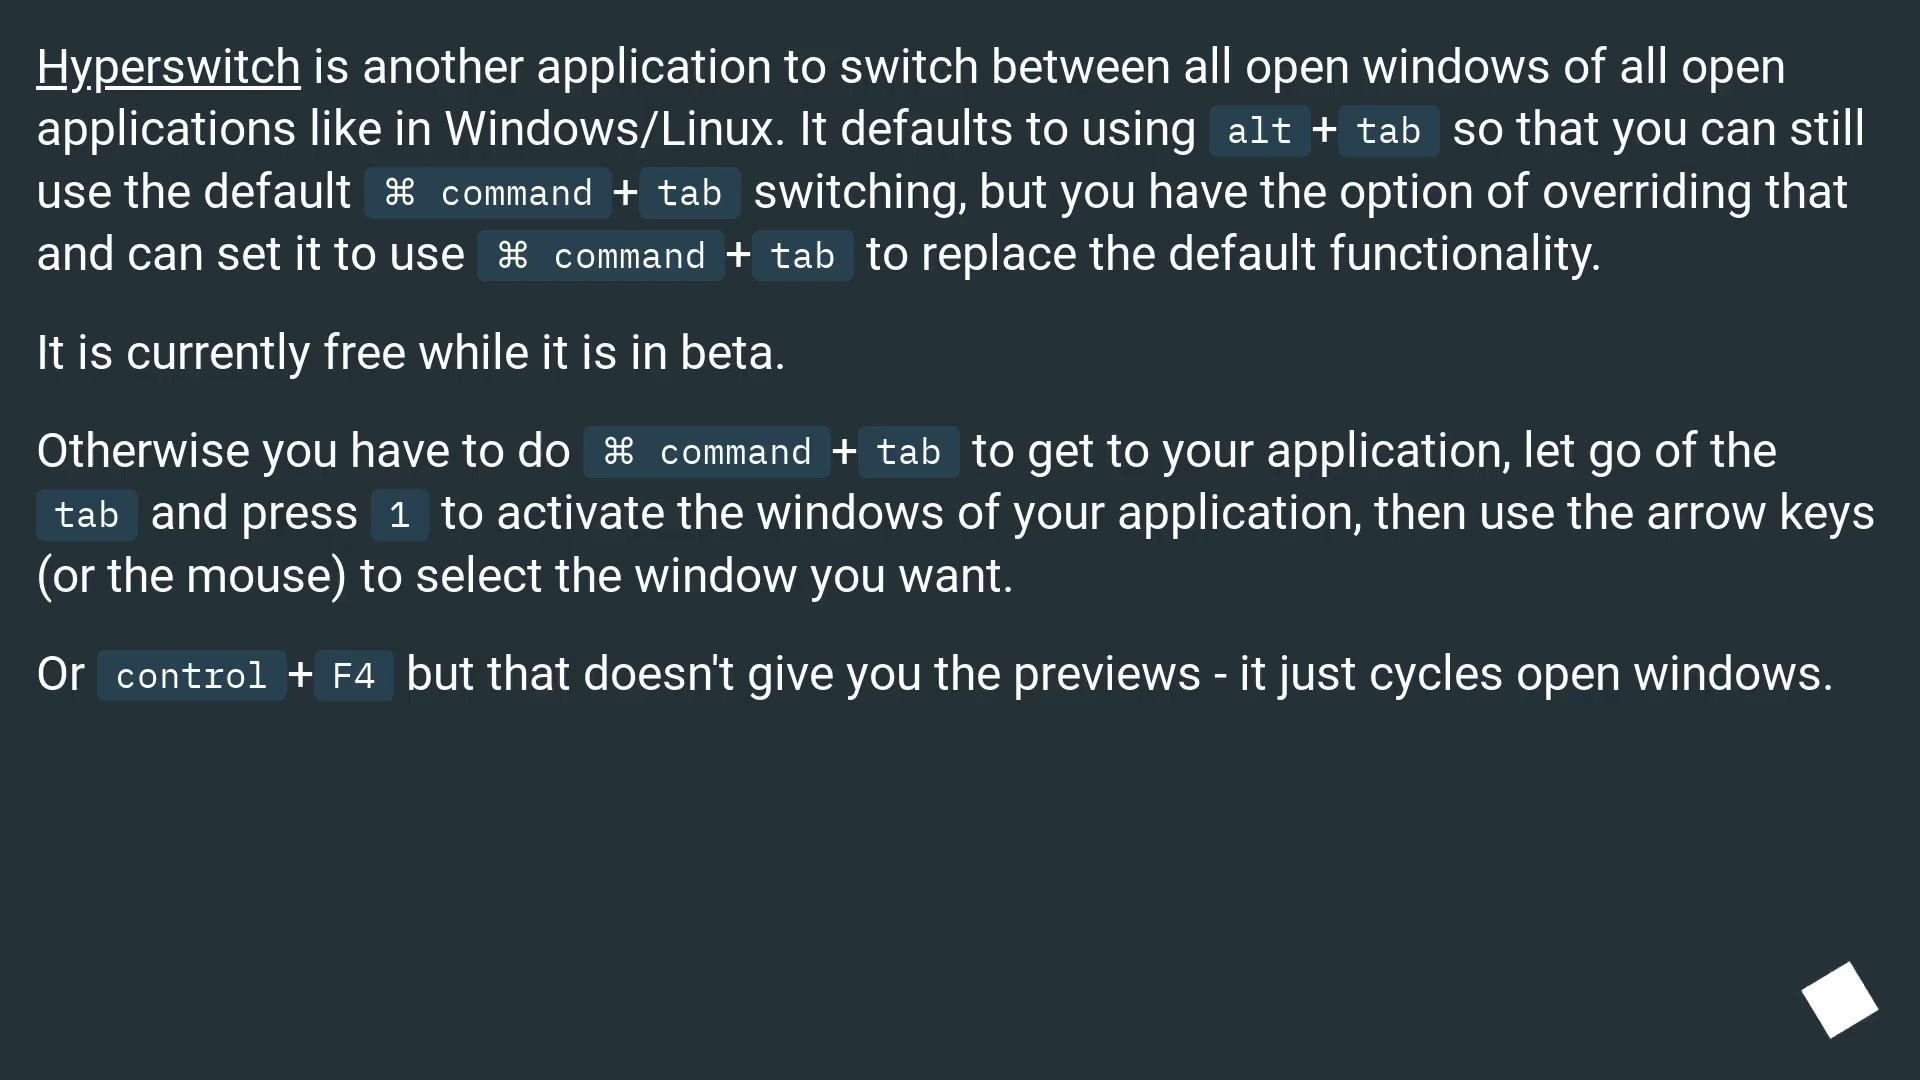 Hyperswitch is another application to switch between all open windows of all open
applications like in Windows/Linux. It defaults to using alt+tab so that you can still
use the default ⌘ command+tab switching, but you have the option of overriding that
and can set it to use ⌘ command+tab to replace the default functionality.
It is currently free while it is in beta.
Otherwise you have to do ⌘ command+tab to get to your application, let go of the
tab and press 1 to activate the windows of your application, then use the arrow keys
(or the mouse) to select the window you want.
Or control+F4 but that doesn't give you the previews - it just cycles open windows.